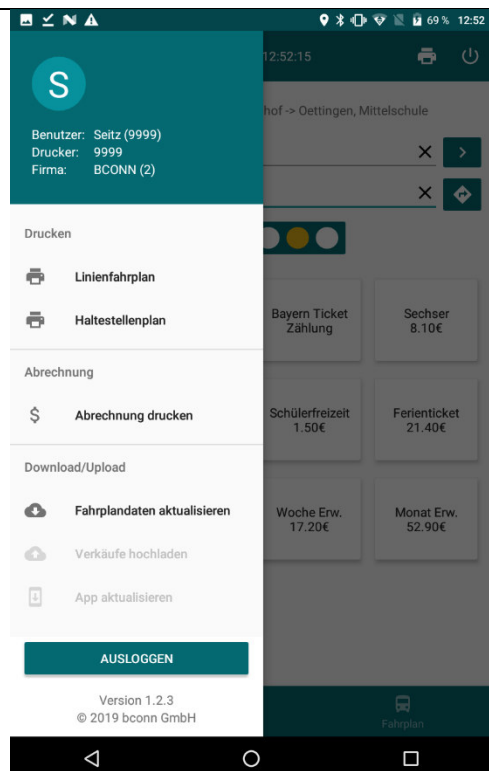 69 % 12:52
12:52:15
S
Benutzer: Seitz (9999)
Drucker: 9999
Firma: BCONN (2)
hof -> Oettingen, Mittelschule
Drucken
Linienfahrplan
Haltestellenplan
Abrechnung
Abrechnung drucken
Download/Upload
Fahrplandaten aktualisieren
Verkäufe hochladen
App aktualisieren
AUSLOGGEN
Version 1.2.3
© 2019 bconn GmbH
Bayern Ticket
Zählung
Sechser
8.10€
Schülerfreizeit
1.50€
Ferienticket
21.40€
Woche Erw.
17.20€
Monat Erw.
52.90€
Fahrplan